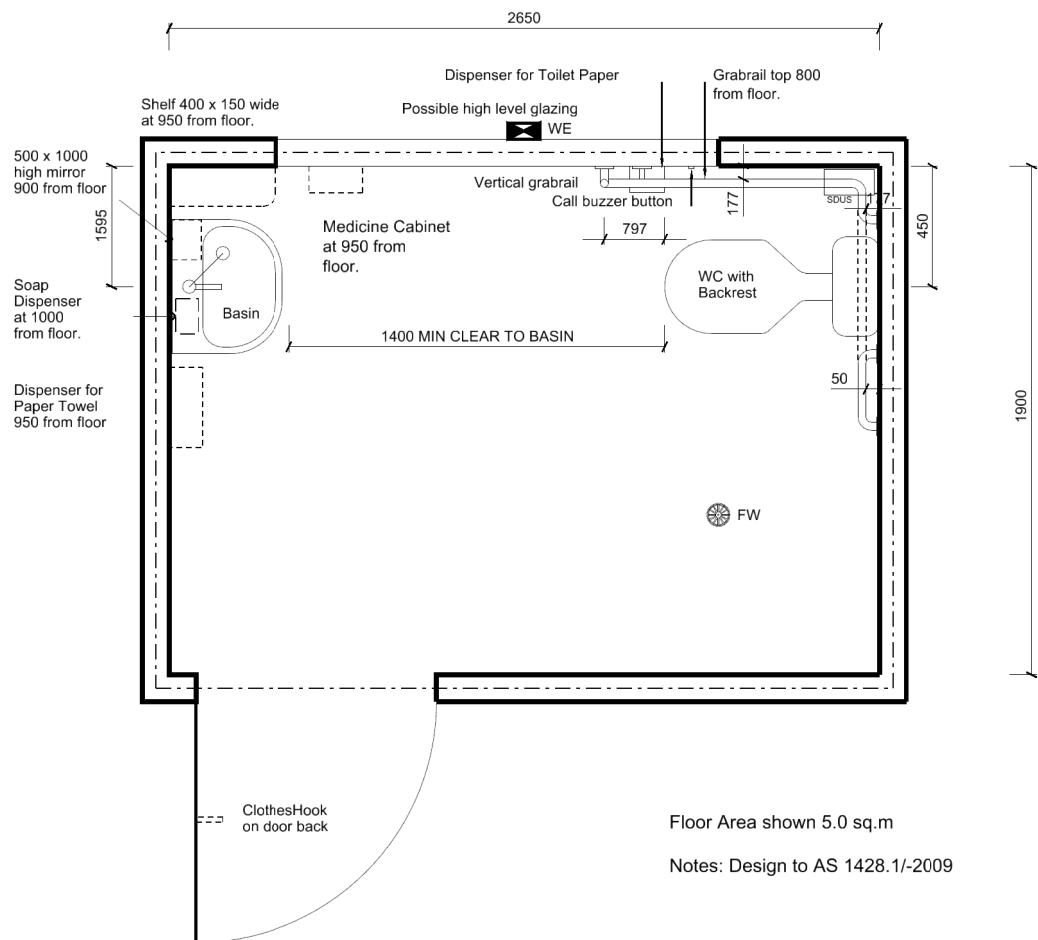 2650
Dispenser for Toilet Paper
Grabrail top 800
from floor.
Shelf 400 x 150 wide
at 950 from floor.
Possible high level glazing
WE
500 x 1000
high mirror
900 from floor
Vertical grabrail
Call buzzer button
177
SDUS
177
1595
450
797
Medicine Cabinet
at 950 from
floor.
WC with
Backrest
Soap
Dispenser
at 1000
from floor.
Basin
1400 MIN CLEAR TO BASIN
Dispenser for
Paper Towel
950 from floor
50
1900
FW
ClothesHook
on door back
Floor Area shown 5.0 sq.m
Notes: Design to AS 1428.1/-2009